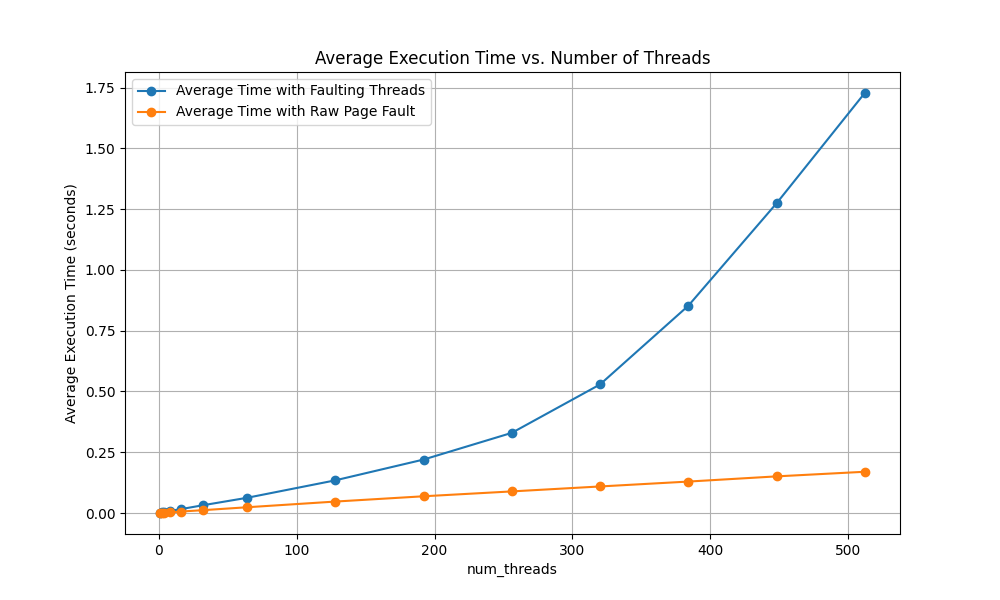 Average Execution Time vs. Number of Threads
Average Time with Faulting Threads
Average Time with Raw Page Fault
Average Execution Time (seconds)
1.75
1.50
1.25
1.00
0.75
0.50
0.25
0.00
0 100 200 300 400 500
num_threads